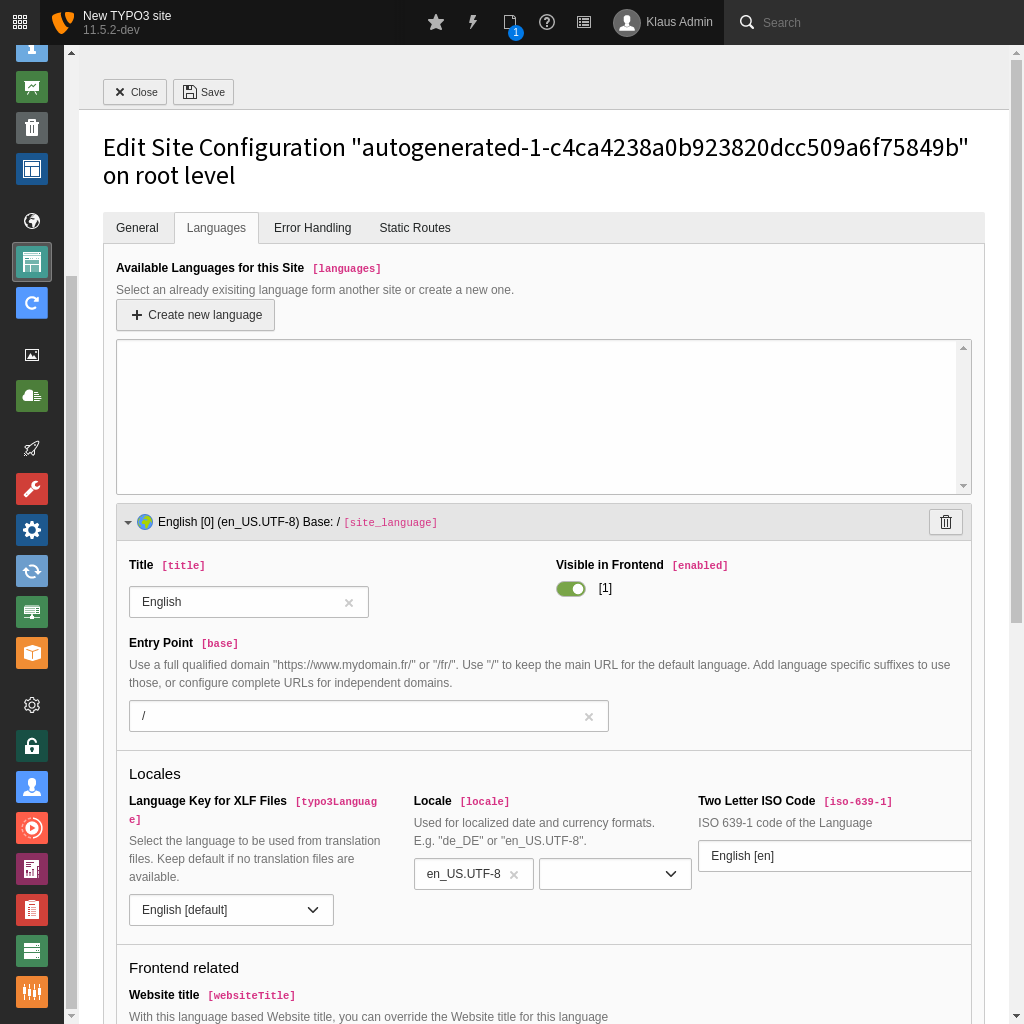 New TYPO3 site
11.5.2-dev
1
Klaus Admin
Search
Close
Save
Edit Site Configuration "autogenerated-1-c4ca4238a0b923820dcc509a6f75849b"
on root level
General
Languages
Error Handling
Static Routes
Available Languages for this Site [languages]
Select an already exisiting language form another site or create a new one.
Create new language
English [0] (en_US.UTF-8) Base: / [site_language]
Title [title]
Visible in Frontend [enabled]
English
[1]
Entry Point [base]
Use a full qualified domain "https://www.mydomain.fr/" or "/fr/". Use "/" to keep the main URL for the default language. Add language specific suffixes to use
those, or configure complete URLs for independent domains.
/
Locales
Language Key for XLF Files [typo3Languag
e]
Select the language to be used from translation
files. Keep default if no translation files are
available.
English [default]
Locale [locale]
Used for localized date and currency formats.
E.g. "de_DE" or "en_US.UTF-8".
en_US.UTF-8
Two Letter ISO Code [iso-639-1]
ISO 639-1 code of the Language
English [en]
Frontend related
Website title [websiteTitle]
With this language based Website title, you can override the Website title for this language